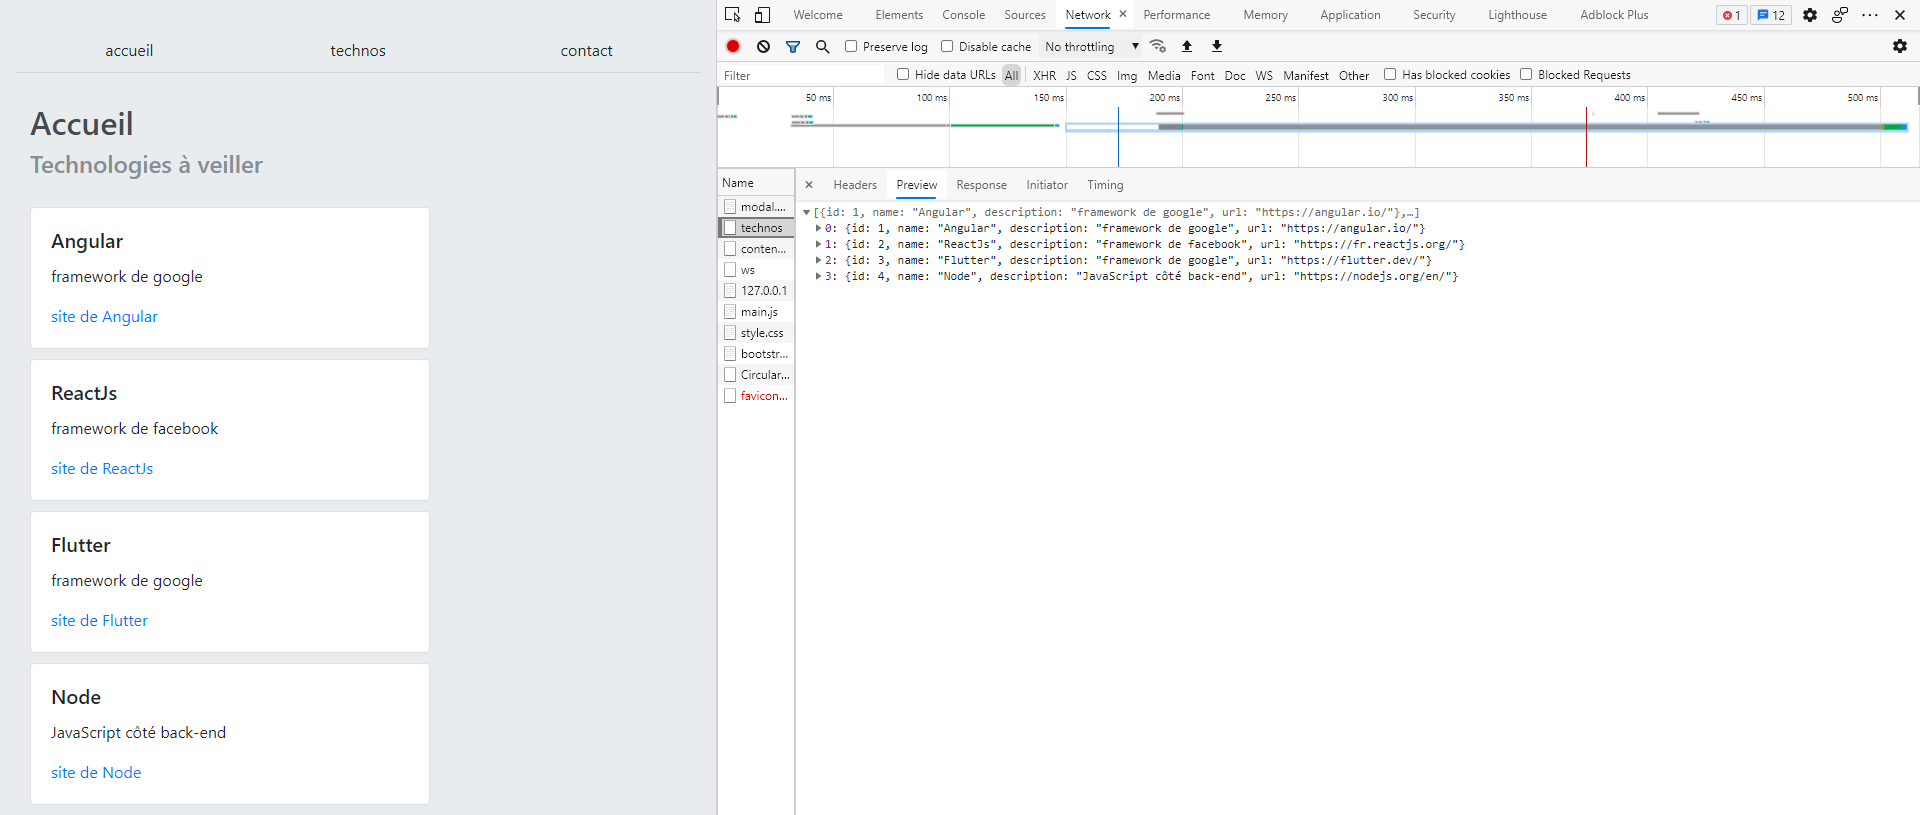 accueil technos contact
Accueil
Technologies à veiller
Angular
framework de google
site de Angular
ReactJs
framework de facebook
site de ReactJs
Flutter
framework de google
site de Flutter
Node
JavaScript côté back-end
site de Node
Welcome Elements Console Sources Network × Performance Memory Application Security Lighthouse Adblock Plus 1 12
Preserve log Disable cache No throttling
Filter Hide data URLs All XHR JS CSS Img Media Font Doc WS Manifest Other Has blocked cookies Blocked Requests
50 ms 100 ms 150 ms 200 ms 250 ms 300 ms 350 ms 400 ms 450 ms 500 ms
Name
modal....
technos
conten...
ws
127.0.0.1
main.js
style.css
bootstr...
Circular...
favicon...
× Headers Preview Response Initiator Timing
[{id: 1, name: "Angular", description: "framework de google", url: "https://angular.io/"},…]
0: {id: 1, name: "Angular", description: "framework de google", url: "https://angular.io/"}
1: {id: 2, name: "ReactJs", description: "framework de facebook", url: "https://fr.reactjs.org/"}
2: {id: 3, name: "Flutter", description: "framework de google", url: "https://flutter.dev/"}
3: {id: 4, name: "Node", description: "JavaScript côté back-end", url: "https://nodejs.org/en/"}